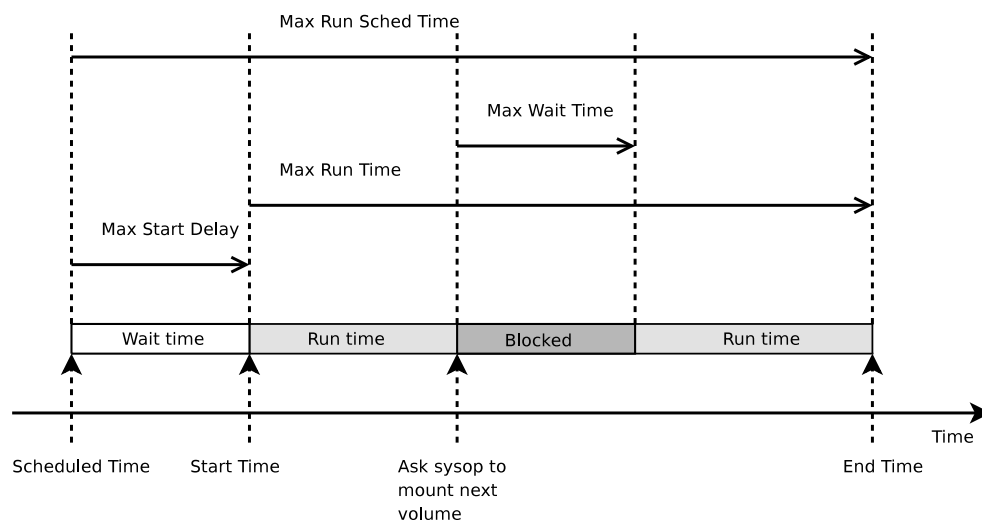 Max Run Sched Time
Max Wait Time
Max Run Time
Max Start Delay
Wait time
Run time
Blocked
Run time
Time
Scheduled Time
Start Time
Ask sysop to
mount next
volume
End Time